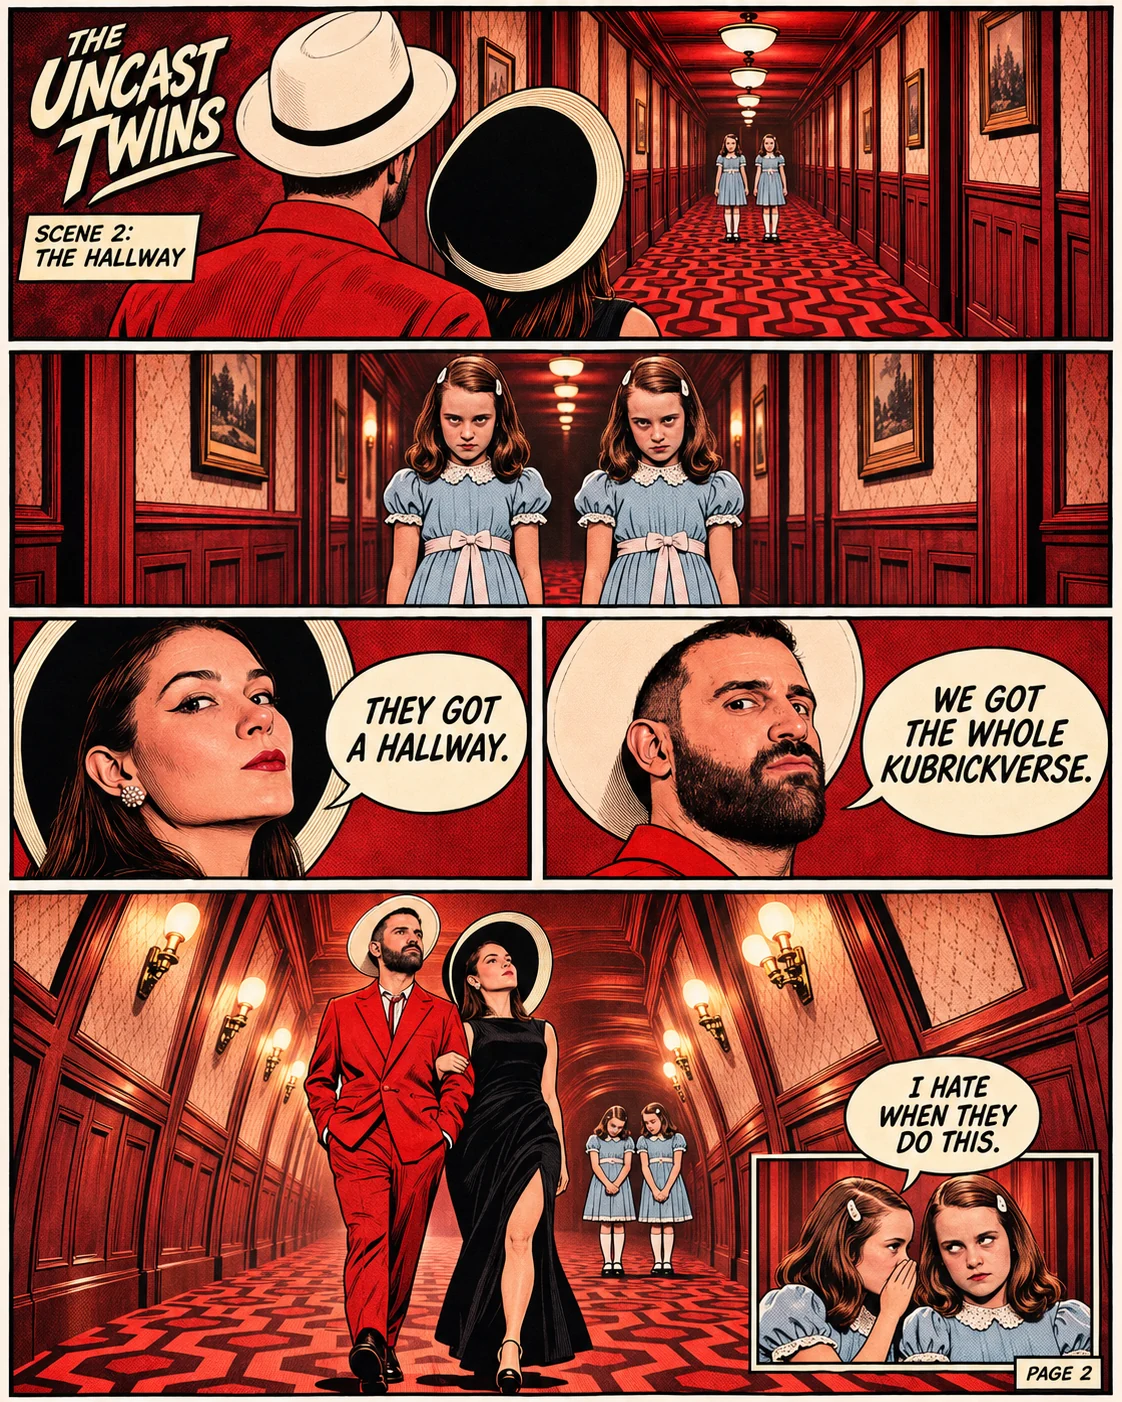 THE
UNCAST
TWINS
SCENE 2:
THE HALLWAY
THEY GOT
A HALLWAY.
WE GOT
THE WHOLE
KUBRICKVERSE.
I HATE
WHEN THEY
DO THIS.
PAGE 2